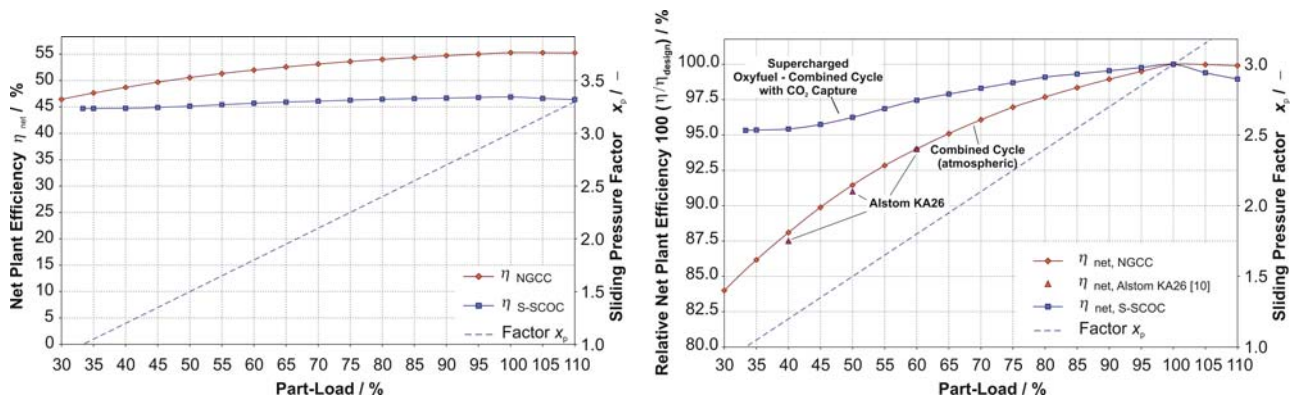 55
50
45
40
35
30
25
20
15
10
5
0
Net Plant Efficiency η net / %
3.5
3.0
2.5
2.0
1.5
1.0
Sliding Pressure Factor xp / –
η NGCC
η S-SCOC
Factor xp
30 35 40 45 50 55 60 65 70 75 80 85 90 95 100 105 110
Part-Load / %
100.0
97.5
95.0
92.5
90.0
87.5
85.0
82.5
80.0
Relative Net Plant Efficiency 100 (η/ηdesign) / %
3.0
2.5
2.0
1.5
1.0
Sliding Pressure Factor xp / –
Supercharged
Oxyfuel - Combined Cycle
with CO2 Capture
Combined Cycle
(atmospheric)
Alstom KA26
η net, NGCC
η net, Alstom KA26 [10]
η net, S-SCOC
Factor xp
30 35 40 45 50 55 60 65 70 75 80 85 90 95 100 105 110
Part-Load / %